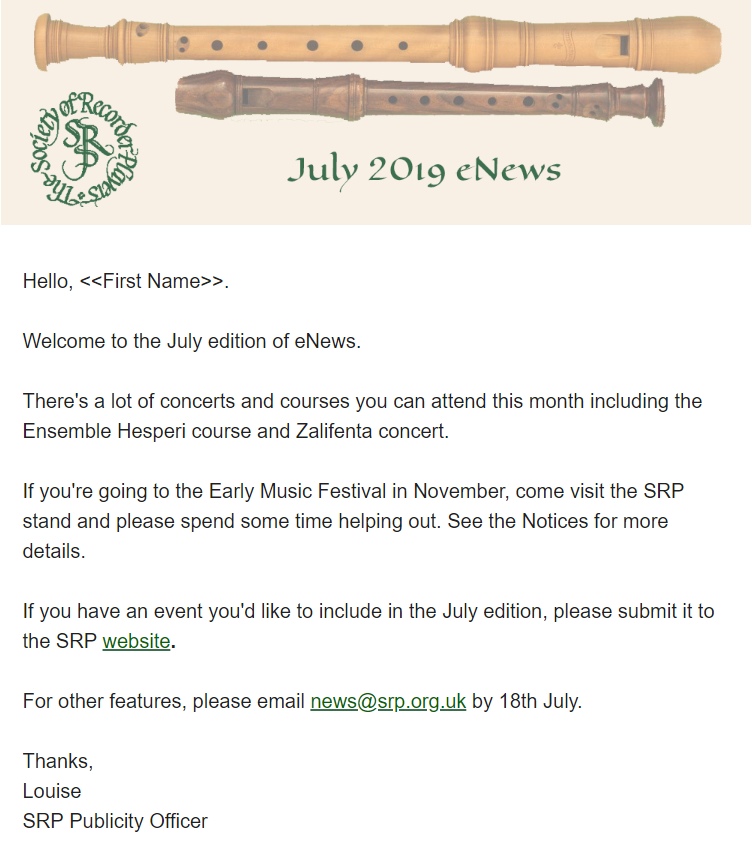 The Society of Recorder Players
SRP
July 2019 eNews
Hello, <<First Name>>.
Welcome to the July edition of eNews.
There's a lot of concerts and courses you can attend this month including the
Ensemble Hesperi course and Zalifenta concert.
If you're going to the Early Music Festival in November, come visit the SRP
stand and please spend some time helping out. See the Notices for more
details.
If you have an event you'd like to include in the July edition, please submit it to
the SRP website.
For other features, please email news@srp.org.uk by 18th July.
Thanks,
Louise
SRP Publicity Officer